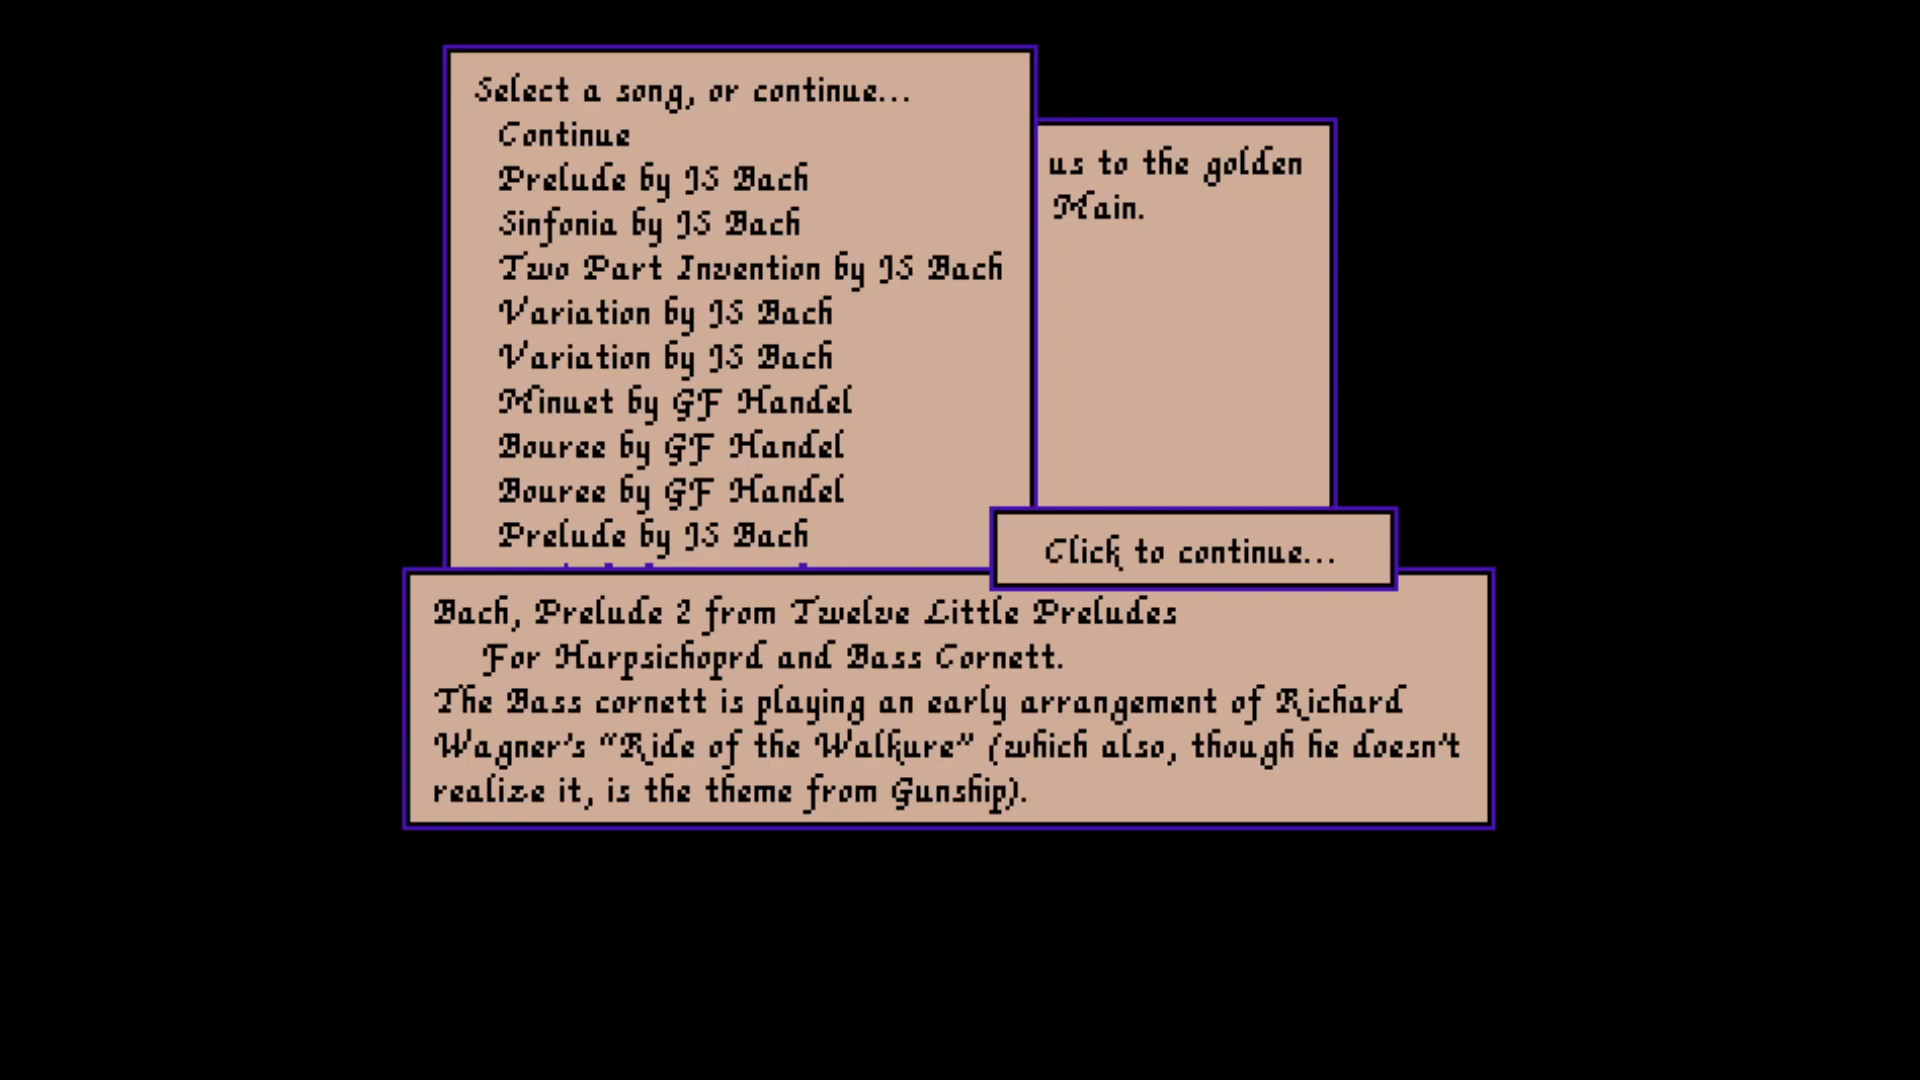 Select a song, or continue...
Continue
Prelude by JS Bach
Sinfonia by JS Bach
Two Part Invention by JS Bach
Variation by JS Bach
Variation by JS Bach
Minuet by GF Handel
Bouree by GF Handel
Bouree by GF Handel
Prelude by JS Bach
us to the golden
Main.
Click to continue...
Bach, Prelude 2 from Twelve Little Preludes
For Harpsichoprd and Bass Cornett.
The Bass cornett is playing an early arrangement of Richard
Wagner's "Ride of the Walkure" (which also, though he doesn't
realize it, is the theme from Gunship).